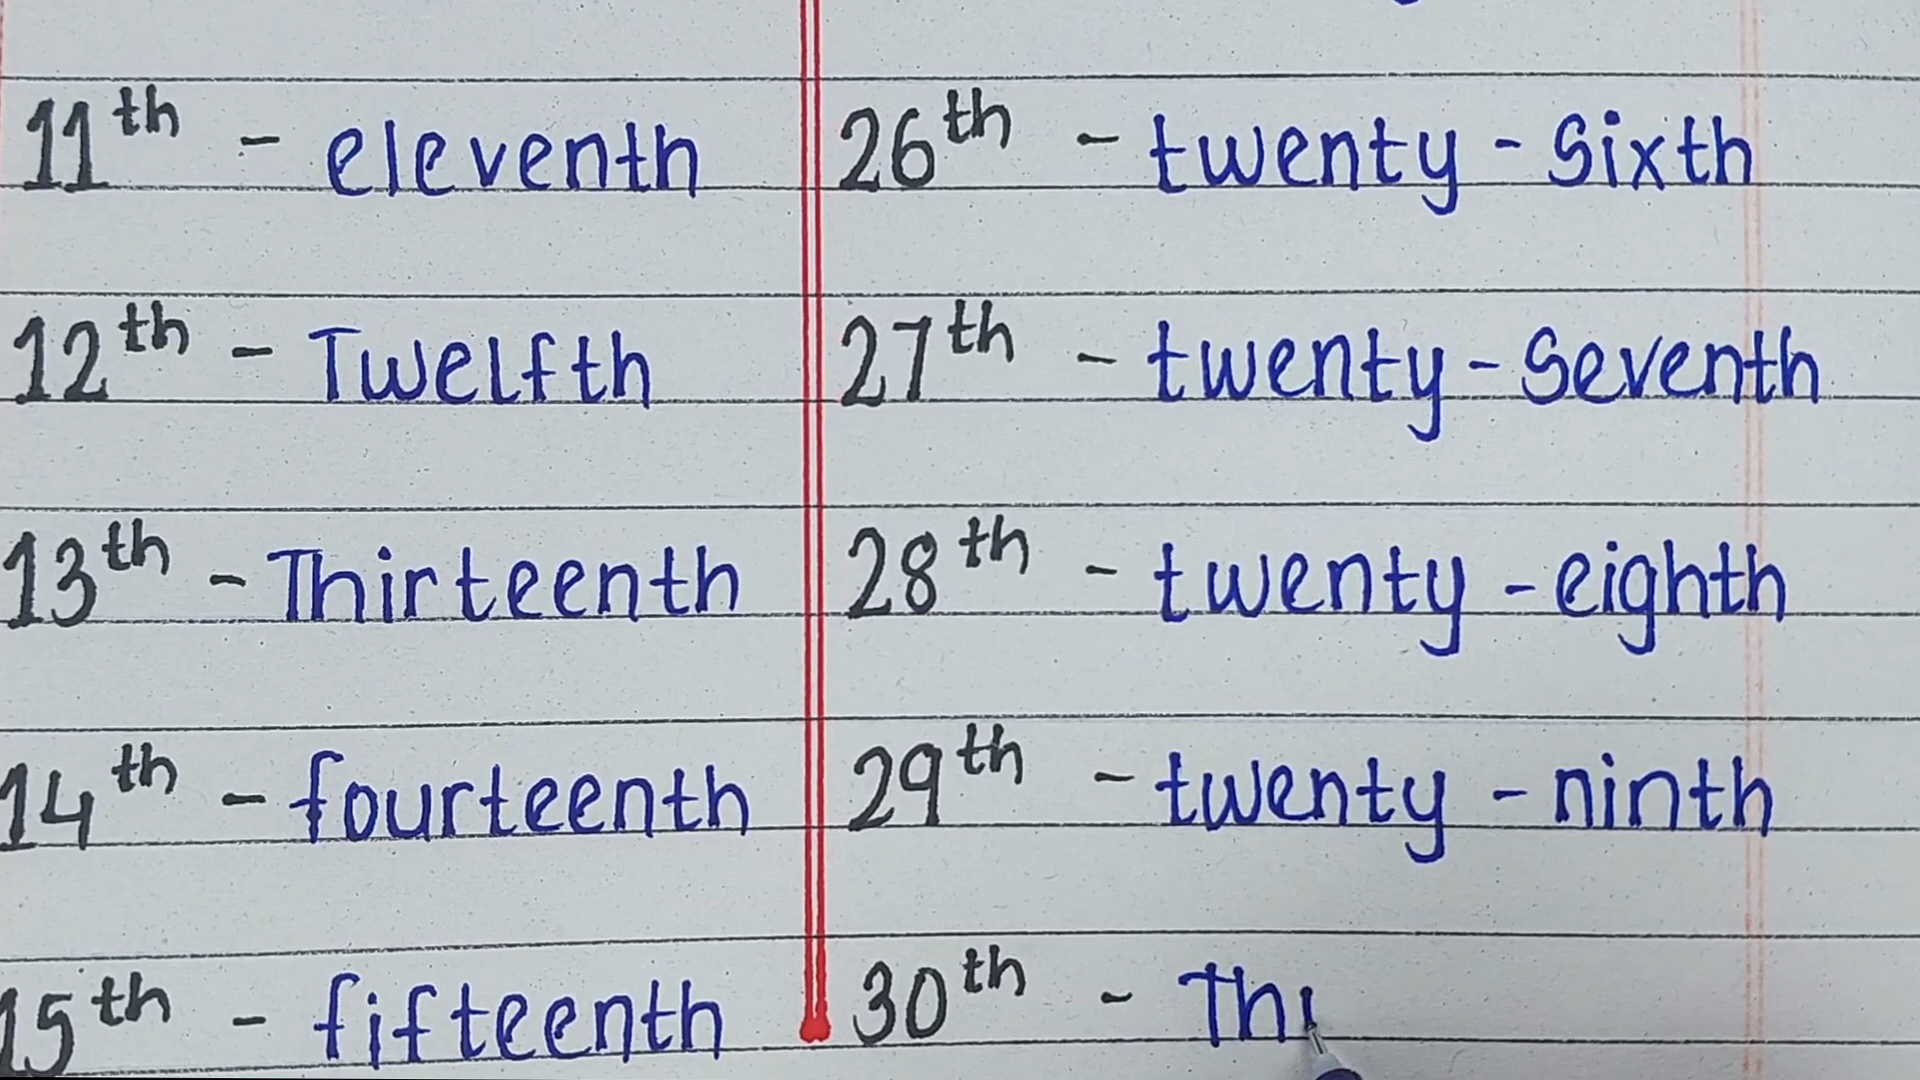 11th - eleventh
12th - Twelfth
13th - Thirteenth
14th - fourteenth
15th - fifteenth
26th - twenty - sixth
27th - twenty - seventh
28th - twenty - eighth
29th - twenty - ninth
30th - Thi